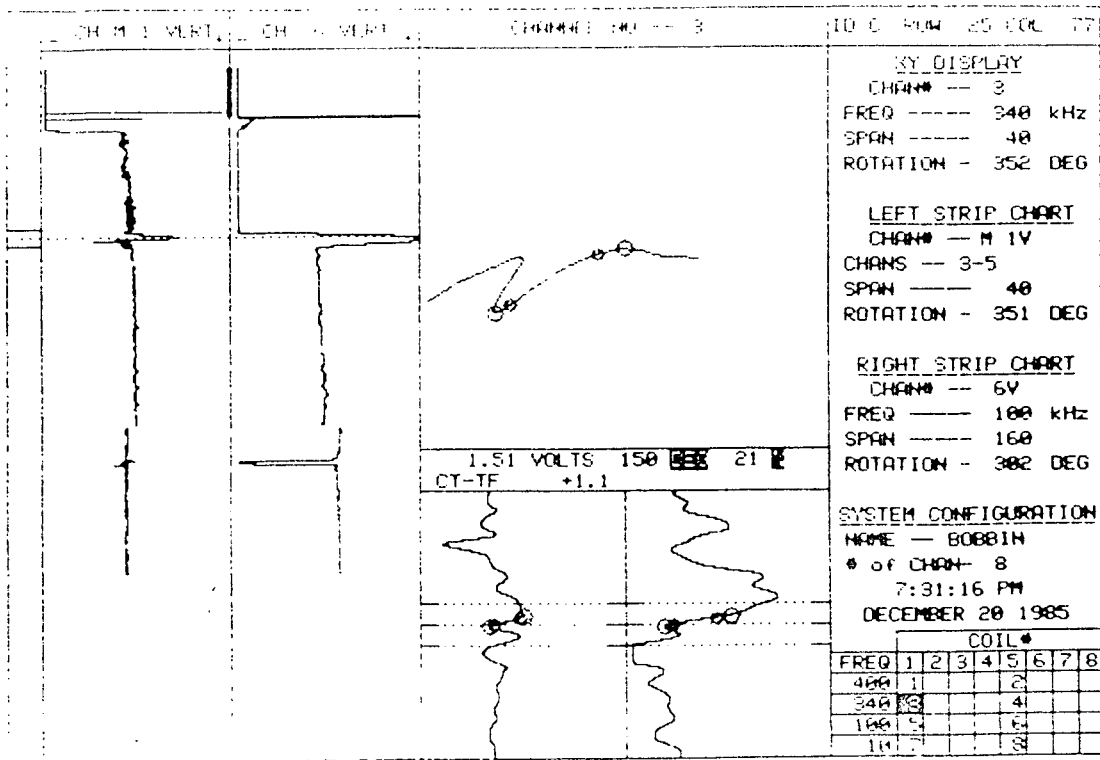 CH M 1 VERT. CH 6 VERT. CHANNEL NO -- 3 ID C ROW 25 COL 77
XY DISPLAY
CHAN# -- 3
FREQ ----- 340 kHz
SPAN ----- 40
ROTATION - 352 DEG
LEFT STRIP CHART
CHAN# -- M 1V
CHANS -- 3-5
SPAN ----- 40
ROTATION - 351 DEG
RIGHT STRIP CHART
CHAN# -- 6V
FREQ ----- 100 kHz
SPAN ----- 160
ROTATION - 302 DEG
1.51 VOLTS 150 21
CT-TF +1.1
SYSTEM CONFIGURATION
NAME -- BOBBIN
# of CHAN- 8
7:31:16 PM
DECEMBER 20 1985
COIL#
FREQ 1 2 3 4 5 6 7 8
400 1 2
340 3 4
100 5 6
10 7 8